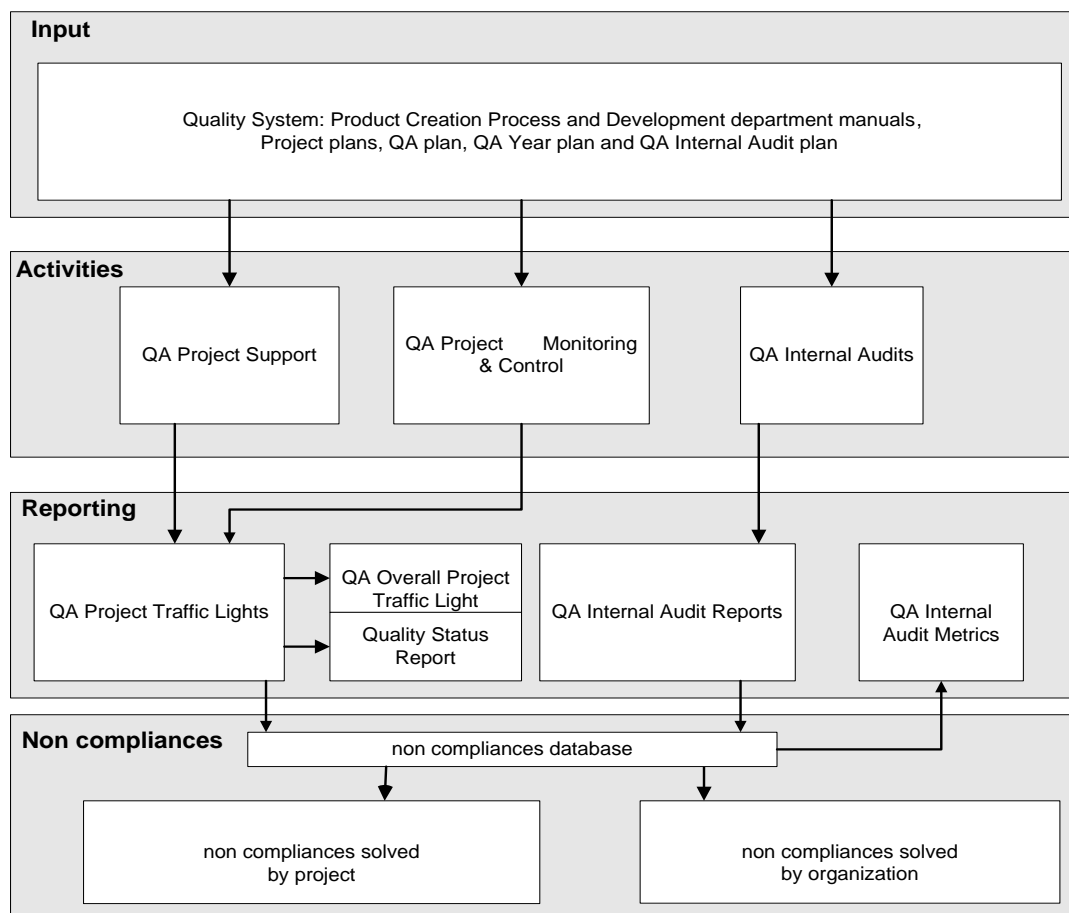 Input
Quality System: Product Creation Process and Development department manuals,
Project plans, QA plan, QA Year plan and QA Internal Audit plan
Activities
QA Project Support
QA Project Monitoring
& Control
QA Internal Audits
Reporting
QA Project Traffic Lights
QA Overall Project
Traffic Light
Quality Status
Report
QA Internal Audit Reports
QA Internal
Audit Metrics
Non compliances
non compliances database
non compliances solved
by project
non compliances solved
by organization